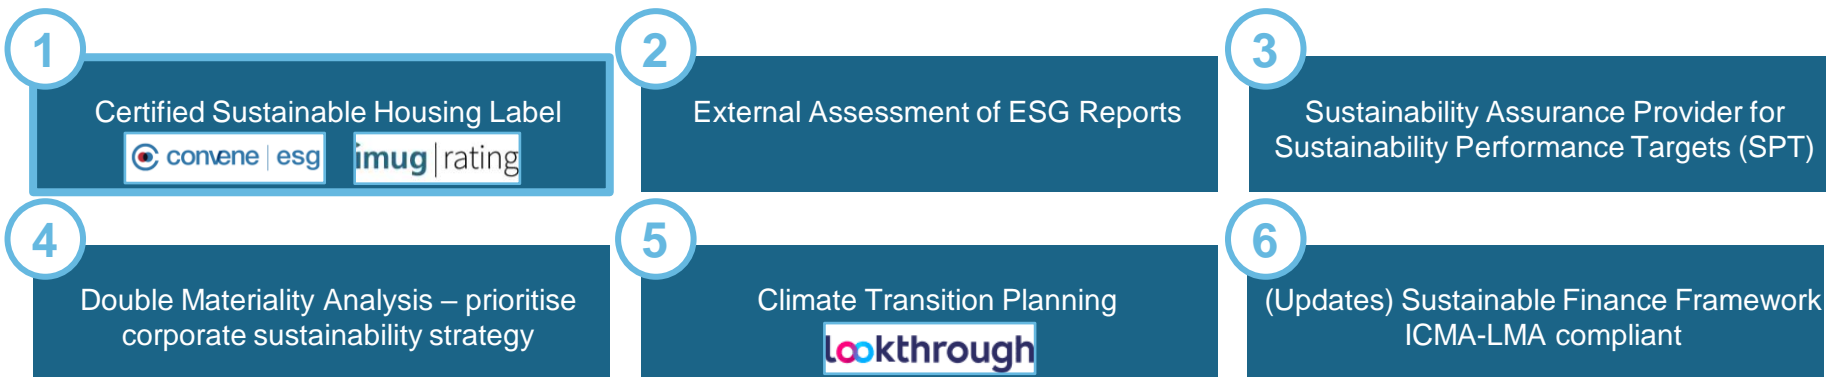 1
Certified Sustainable Housing Label
convene | esg
imug | rating
2
External Assessment of ESG Reports
3
Sustainability Assurance Provider for
Sustainability Performance Targets (SPT)
4
Double Materiality Analysis – prioritise
corporate sustainability strategy
5
Climate Transition Planning
lookthrough
6
(Updates) Sustainable Finance Framework
ICMA-LMA compliant